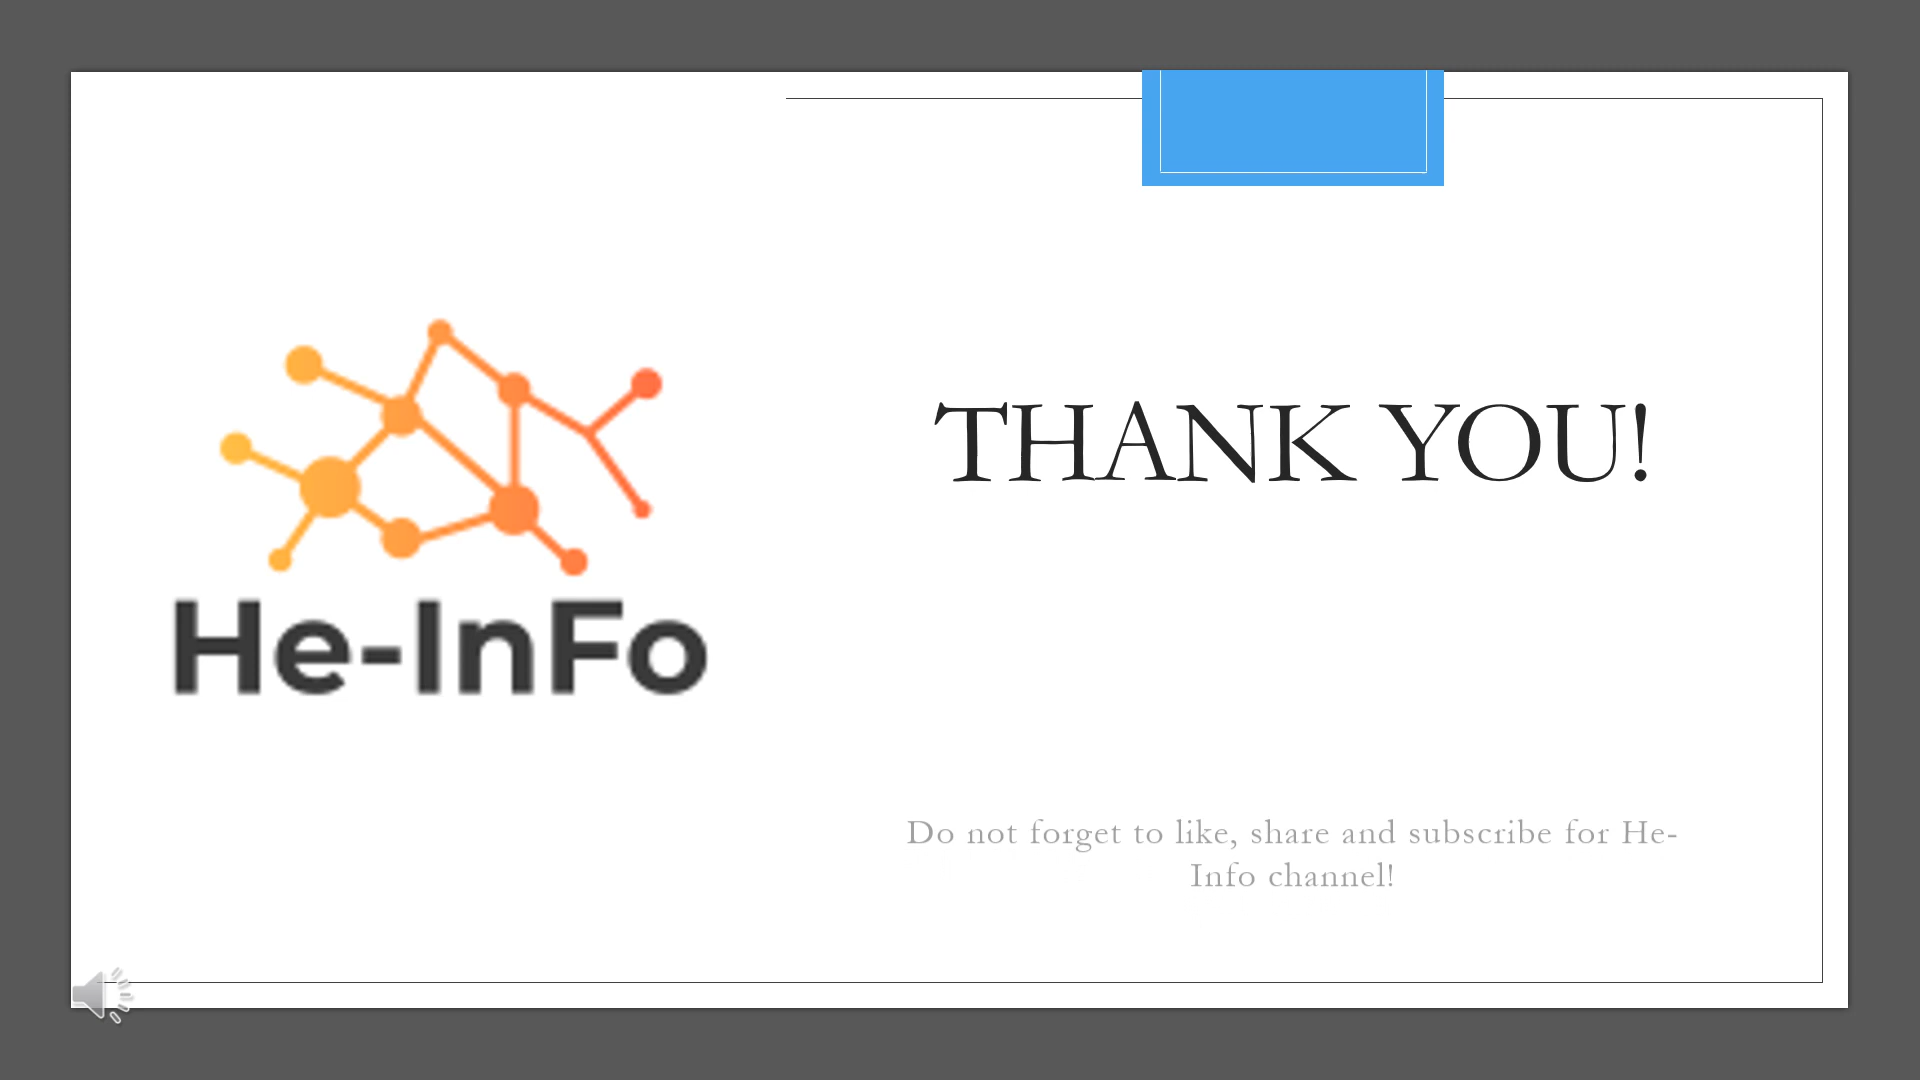 He-InFo
THANK YOU!
Do not forget to like, share and subscribe for He-
Info channel!